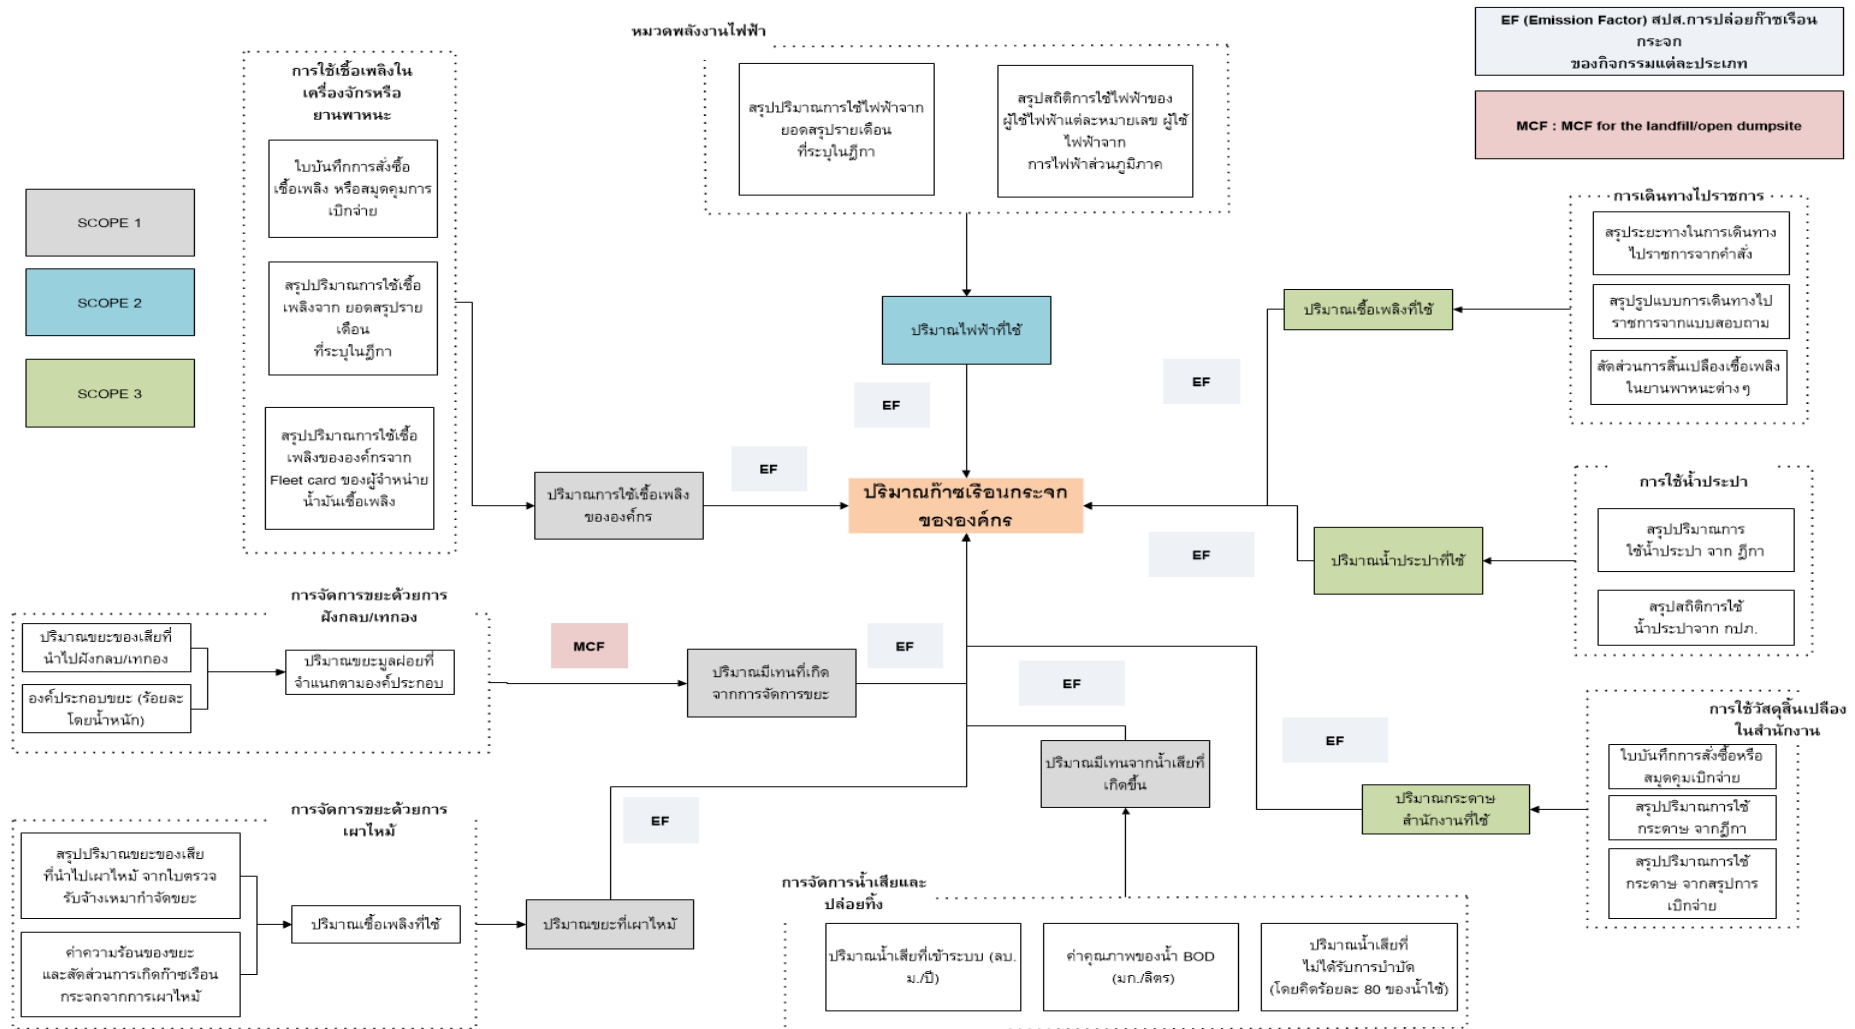 หมวดพลังงานไฟฟ้า
สรุปปริมาณการใช้ไฟฟ้าจาก
ยอดสรุปรายเดือน
ที่ระบุในฎีกา
สรุปสถิติการใช้ไฟฟ้าของ
ผู้ใช้ไฟฟ้าแต่ละหมายเลข ผู้ใช้
ไฟฟ้าจาก
การไฟฟ้าส่วนภูมิภาค
EF (Emission Factor) สปส.การปล่อยก๊าซเรือน
กระจก
ของกิจกรรมแต่ละประเภท
MCF : MCF for the landfill/open dumpsite
SCOPE 1
SCOPE 2
SCOPE 3
การใช้เชื้อเพลิงใน
เครื่องจักรหรือ
ยานพาหนะ
ใบบันทึกการสั่งซื้อ
เชื้อเพลิง หรือสมุดคุมการ
เบิกจ่าย
สรุปปริมาณการใช้เชื้อ
เพลิงจาก ยอดสรุปราย
เดือน
ที่ระบุในฎีกา
สรุปปริมาณการใช้เชื้อ
เพลิงขององค์กรจาก
Fleet card ของผู้จำหน่าย
น้ำมันเชื้อเพลิง
ปริมาณการใช้เชื้อเพลิง
ขององค์กร
EF
ปริมาณไฟฟ้าที่ใช้
EF
ปริมาณก๊าซเรือนกระจก
ขององค์กร
การเดินทางไปราชการ
สรุประยะทางในการเดินทาง
ไปราชการจากคำสั่ง
สรุปรูปแบบการเดินทางไป
ราชการจากแบบสอบถาม
สัดส่วนการสิ้นเปลืองเชื้อเพลิง
ในยานพาหนะต่างๆ
ปริมาณเชื้อเพลิงที่ใช้
EF
การใช้น้ำประปา
สรุปปริมาณการ
ใช้น้ำประปา จาก ฎีกา
สรุปสถิติการใช้
น้ำประปาจาก กปภ.
ปริมาณน้ำประปาที่ใช้
EF
การจัดการขยะด้วยการ
ฝังกลบ/เทกอง
ปริมาณขยะของเสียที่
นำไปฝังกลบ/เทกอง
องค์ประกอบขยะ (ร้อยละ
โดยน้ำหนัก)
ปริมาณขยะมูลฝอยที่
จำแนกตามองค์ประกอบ
MCF
ปริมาณมีเทนที่เกิด
จากการจัดการขยะ
EF
EF
ปริมาณมีเทนจากน้ำเสียที่
เกิดขึ้น
EF
การใช้วัสดุสิ้นเปลือง
ในสำนักงาน
ใบบันทึกการสั่งซื้อหรือ
สมุดคุมเบิกจ่าย
สรุปปริมาณการใช้
กระดาษ จากฎีกา
สรุปปริมาณการใช้
กระดาษ จากสรุปการ
เบิกจ่าย
ปริมาณกระดาษ
สำนักงานที่ใช้
การจัดการขยะด้วยการ
เผาไหม้
สรุปปริมาณขยะของเสีย
ที่นำไปเผาไหม้ จากใบตรวจ
รับจ้างเหมากำจัดขยะ
ค่าความร้อนของขยะ
และสัดส่วนการเกิดก๊าซเรือน
กระจกจากการเผาไหม้
ปริมาณเชื้อเพลิงที่ใช้
ปริมาณขยะที่เผาไหม้
EF
การจัดการน้ำเสียและ
ปล่อยทิ้ง
ปริมาณน้ำเสียที่เข้าระบบ (ลบ.
ม./ปี)
ค่าคุณภาพของน้ำ BOD
(มก./ลิตร)
ปริมาณน้ำเสียที่
ไม่ได้รับการบำบัด
(โดยคิดร้อยละ 80 ของน้ำใช้)